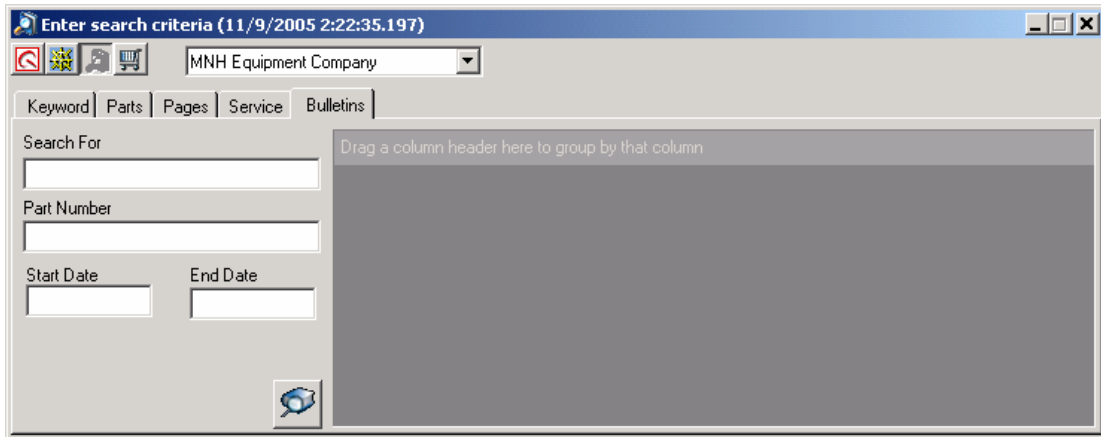 Enter search criteria (11/9/2005 2:22:35.197)
MNH Equipment Company
Keyword Parts Pages Service Bulletins
Search For
Drag a column header here to group by that column
Part Number
Start Date End Date